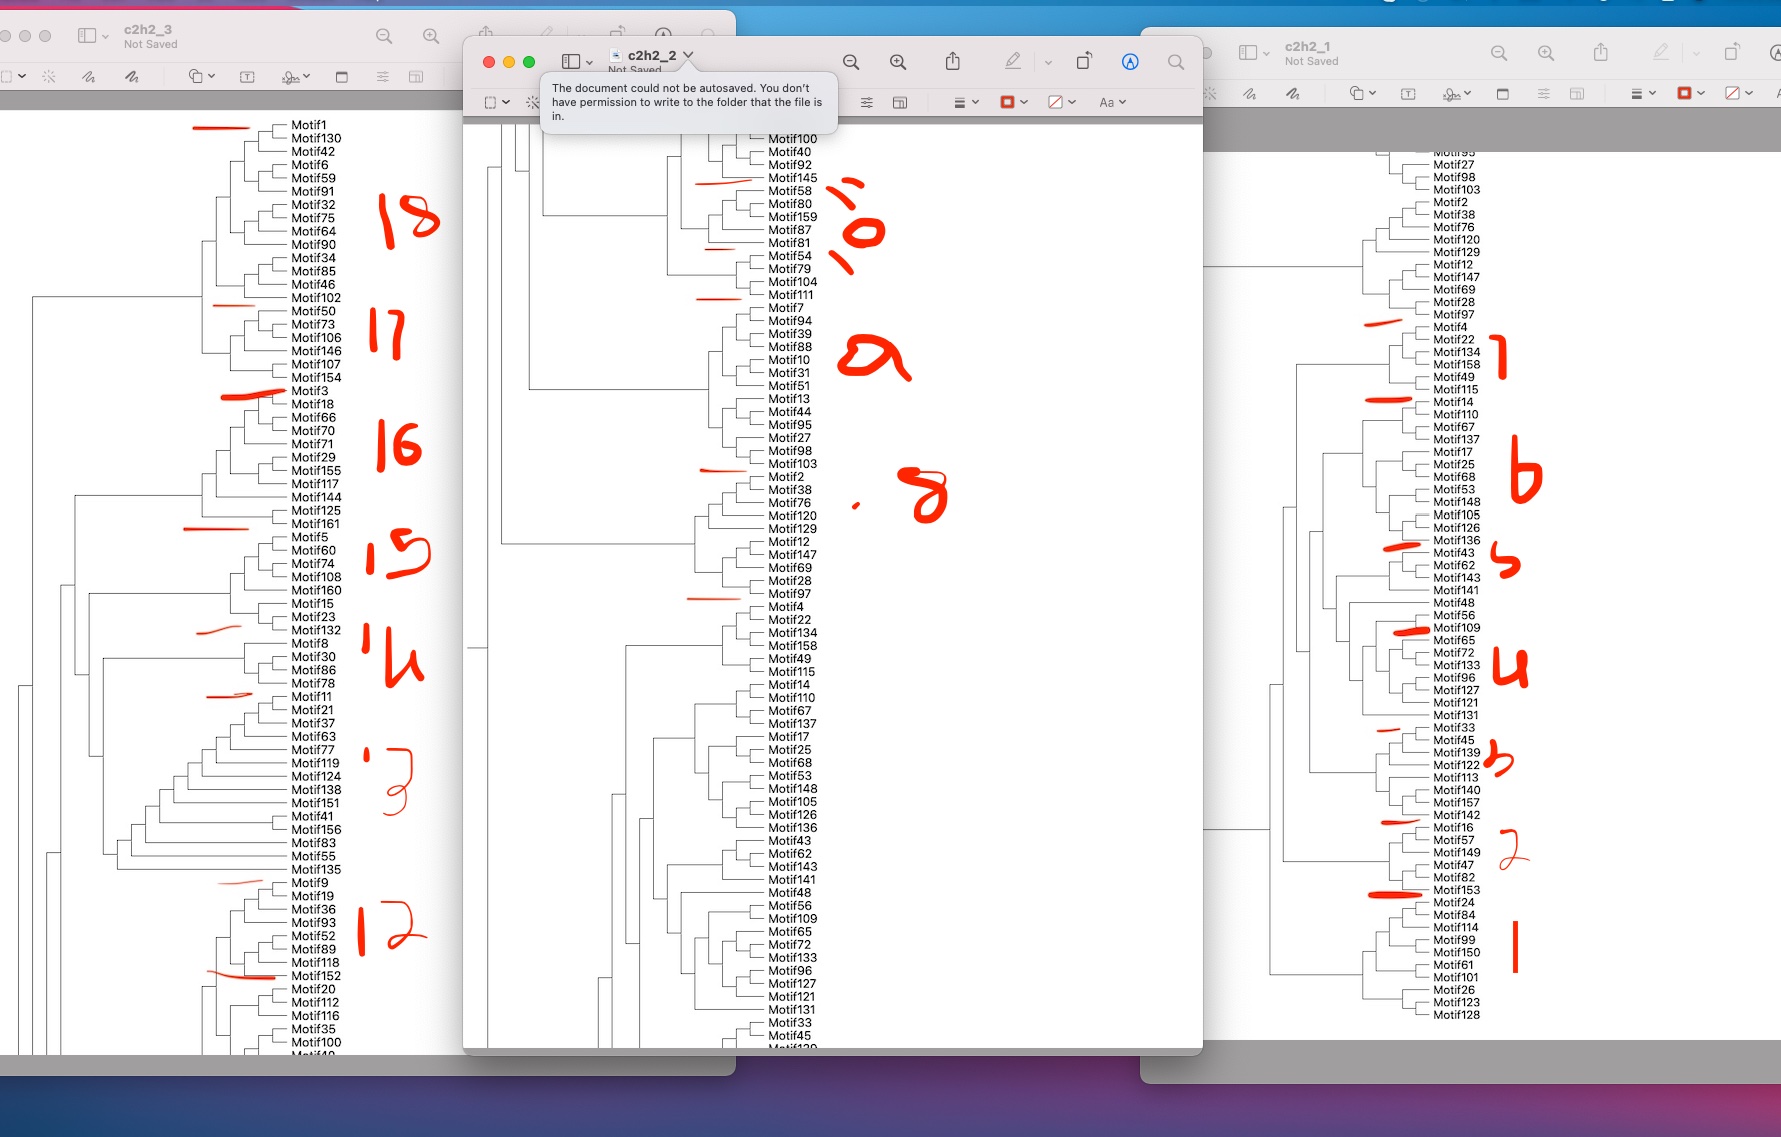 c2h2_3
Not Saved
Motif1
Motif130
Motif42
Motif6
Motif59
Motif91
Motif32
Motif75
Motif64
Motif90
Motif34
Motif85
Motif46
Motif102
Motif50
Motif73
Motif106
Motif146
Motif107
Motif154
Motif3
Motif18
Motif66
Motif70
Motif71
Motif29
Motif155
Motif117
Motif144
Motif125
Motif161
Motif5
Motif60
Motif74
Motif108
Motif160
Motif15
Motif23
Motif132
Motif8
Motif30
Motif86
Motif78
Motif11
Motif21
Motif37
Motif63
Motif77
Motif119
Motif124
Motif138
Motif151
Motif41
Motif156
Motif83
Motif55
Motif135
Motif9
Motif19
Motif36
Motif93
Motif52
Motif89
Motif118
Motif152
Motif20
Motif112
Motif116
Motif35
Motif100
18
17
16
15
14
13
12
c2h2_2
Not Saved
The document could not be autosaved. You don't
have permission to write to the folder that the file is
in.
Aa
Motif100
Motif40
Motif92
Motif145
Motif58
Motif80
Motif159
Motif87
Motif81
Motif54
Motif79
Motif104
Motif111
Motif7
Motif94
Motif39
Motif88
Motif10
Motif31
Motif51
Motif13
Motif44
Motif95
Motif27
Motif98
Motif103
Motif2
Motif38
Motif76
Motif120
Motif129
Motif12
Motif147
Motif69
Motif28
Motif97
Motif4
Motif22
Motif134
Motif158
Motif49
Motif115
Motif14
Motif110
Motif67
Motif137
Motif17
Motif25
Motif68
Motif53
Motif148
Motif105
Motif126
Motif136
Motif43
Motif62
Motif143
Motif141
Motif48
Motif56
Motif109
Motif65
Motif72
Motif133
Motif96
Motif127
Motif121
Motif131
Motif33
Motif45
Motif139
8
c2h2_1
Not Saved
Motif95
Motif27
Motif98
Motif103
Motif2
Motif38
Motif76
Motif120
Motif129
Motif12
Motif147
Motif69
Motif28
Motif97
Motif4
Motif22
Motif134
Motif158
Motif49
Motif115
Motif14
Motif110
Motif67
Motif137
Motif17
Motif25
Motif68
Motif53
Motif148
Motif105
Motif126
Motif136
Motif43
Motif62
Motif143
Motif141
Motif48
Motif56
Motif109
Motif65
Motif72
Motif133
Motif96
Motif127
Motif121
Motif131
Motif33
Motif45
Motif139
Motif122
Motif113
Motif140
Motif157
Motif142
Motif16
Motif57
Motif149
Motif47
Motif82
Motif153
Motif24
Motif84
Motif114
Motif99
Motif150
Motif61
Motif101
Motif26
Motif123
Motif128
7
6
5
4
3
2
1